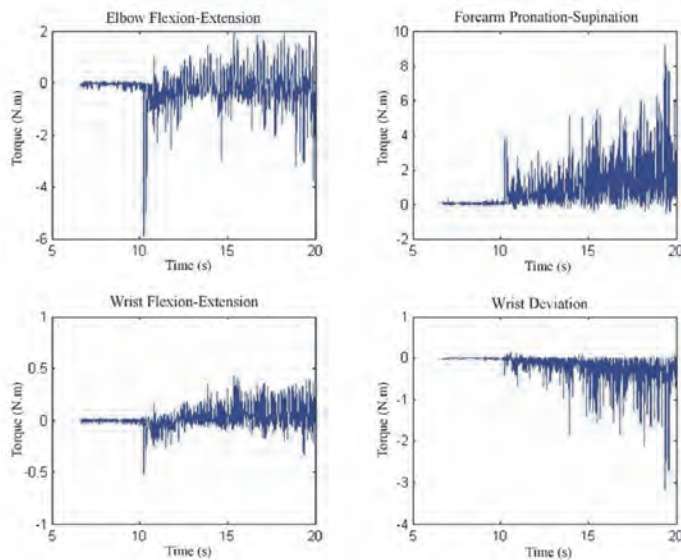 Elbow Flexion-Extension
2
0
-2
-4
-6
Torque (N.m)
5 10 15 20
Time (s)
Forearm Pronation-Supination
10
8
6
4
2
0
-2
Torque (N.m)
5 10 15 20
Time (s)
Wrist Flexion-Extension
1
0.5
0
-0.5
-1
Torque (N.m)
5 10 15 20
Time (s)
Wrist Deviation
1
0
-1
-2
-3
-4
Torque (N.m)
5 10 15 20
Time (s)